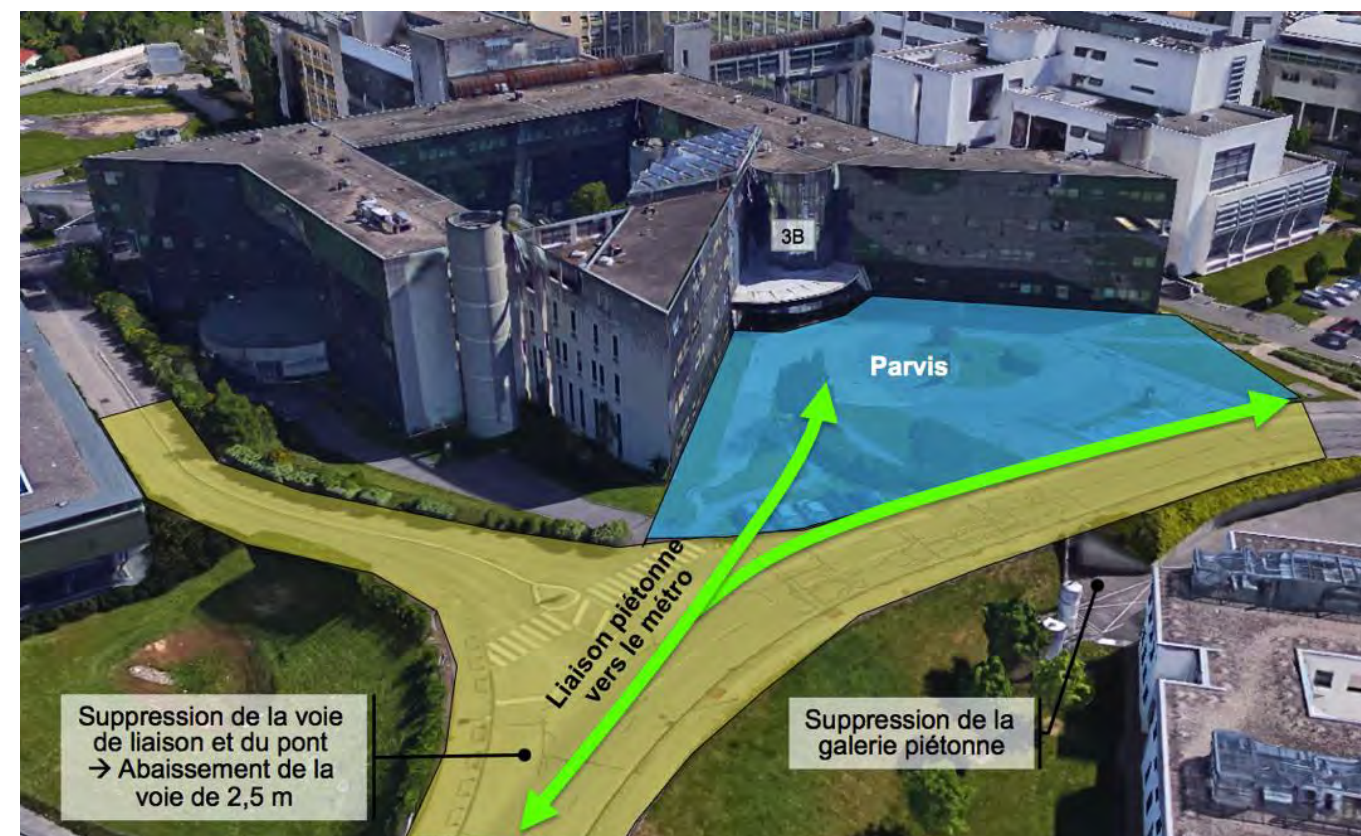 3B
Parvis
Liaison piétonne
vers le métro
Suppression de la voie
de liaison et du pont
→ Abaissement de la
voie de 2,5 m
Suppression de la
galerie piétonne